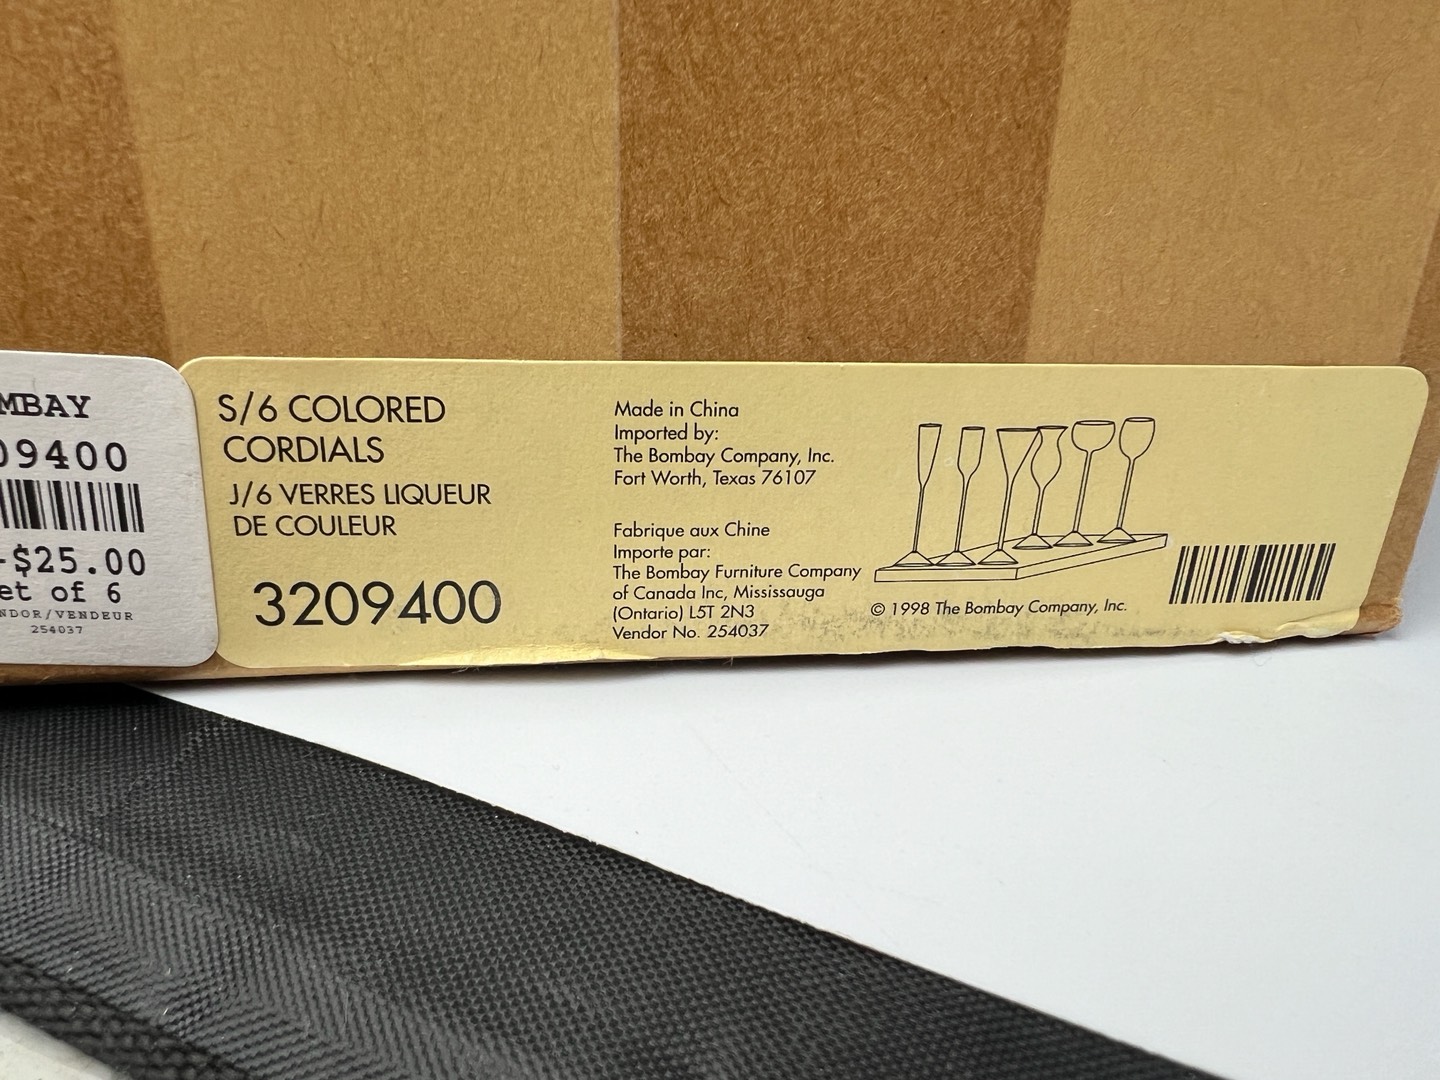 MBAY
09400
$25.00
et of 6
NDOR/VENDEUR
254037
S/6 COLORED
CORDIALS
J/6 VERRES LIQUEUR
DE COULEUR
3209400
Made in China
Imported by:
The Bombay Company, Inc.
Fort Worth, Texas 76107
Fabrique aux Chine
Importe par:
The Bombay Furniture Company
of Canada Inc, Mississauga
(Ontario) L5T 2N3
Vendor No. 254037
© 1998 The Bombay Company, Inc.